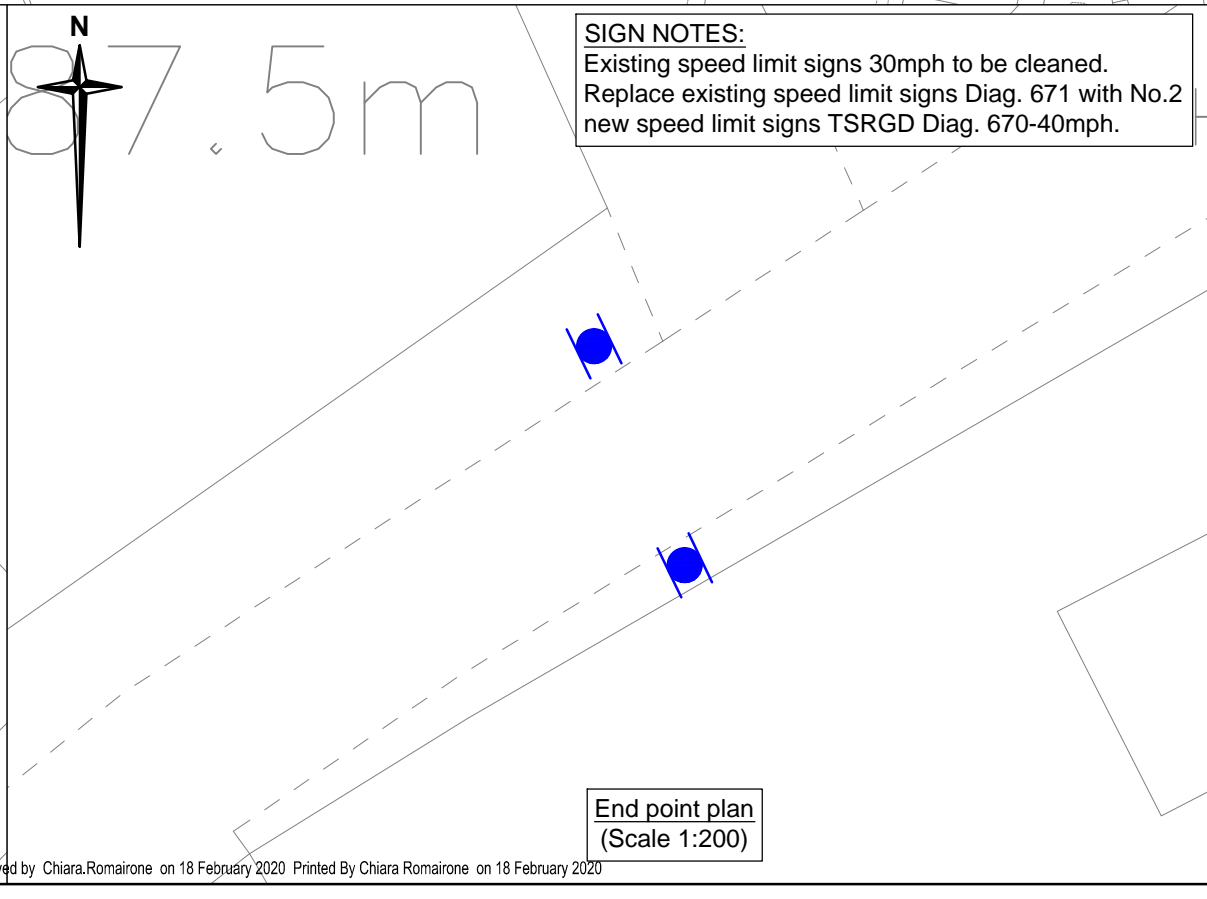 N
87.5m
SIGN NOTES:
Existing speed limit signs 30mph to be cleaned.
Replace existing speed limit signs Diag. 671 with No.2
new speed limit signs TSRGD Diag. 670-40mph.
End point plan
(Scale 1:200)
by Chiara.Romairone on 18 February 2020 Printed By Chiara Romairone on 18 February 2020